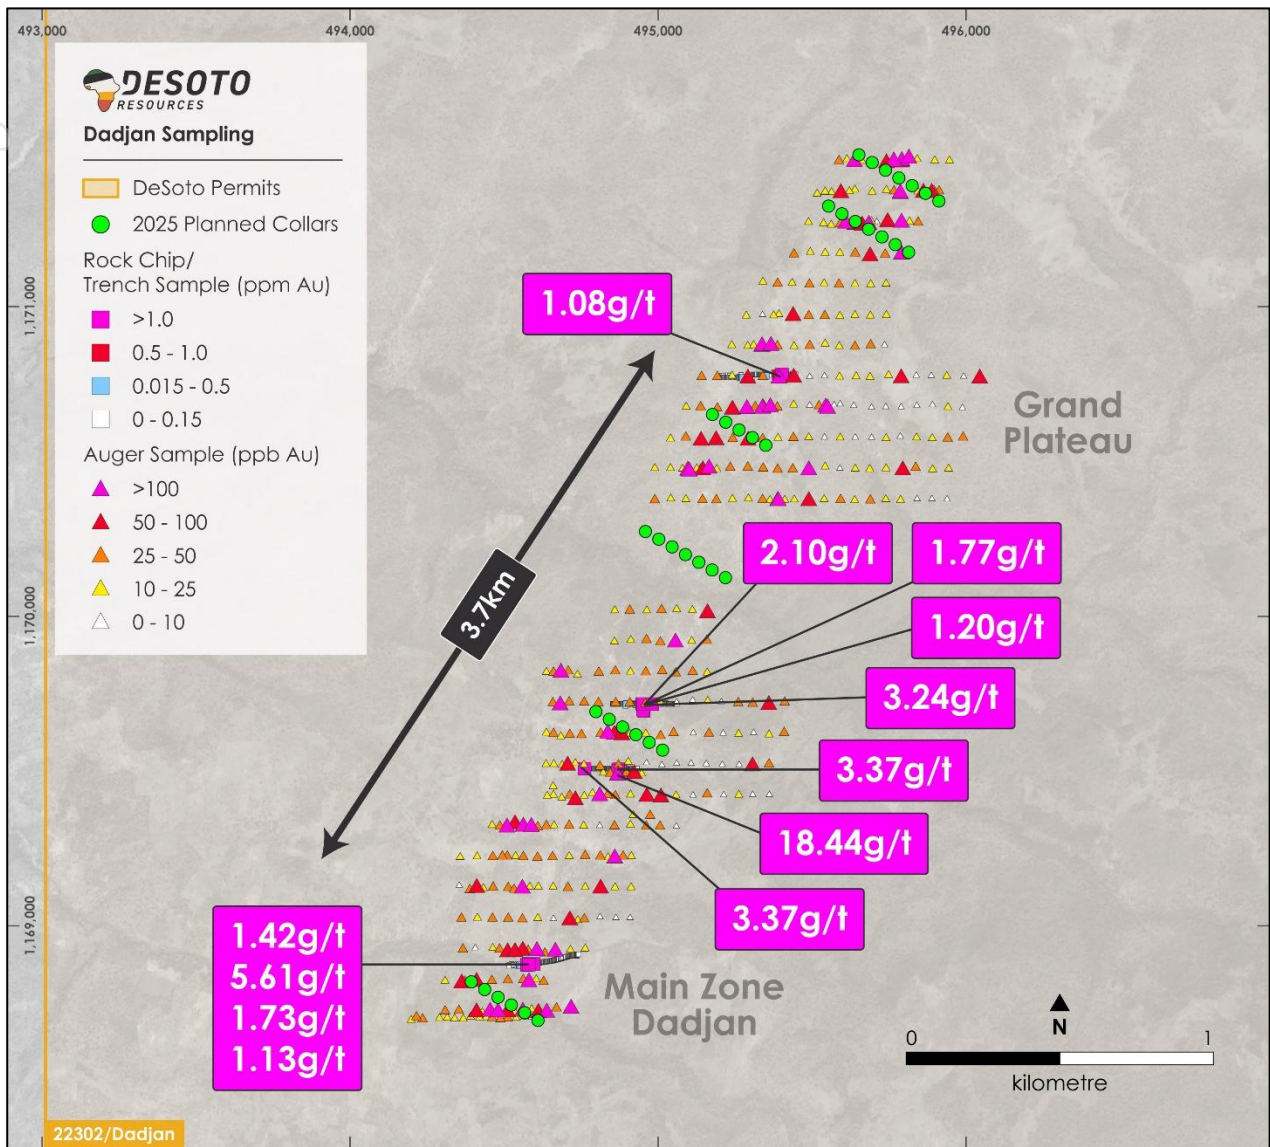 493,000
494,000
495,000
496,000
DESOTO
RESOURCES
Dadjan Sampling
DeSoto Permits
2025 Planned Collars
Rock Chip/
Trench Sample (ppm Au)
>1.0
0.5 - 1.0
0.015 - 0.5
0 - 0.15
Auger Sample (ppb Au)
>100
50 - 100
25 - 50
10 - 25
0 - 10
1,171,000
1,170,000
1,169,000
1.08g/t
Grand
Plateau
3.7km
2.10g/t
1.77g/t
1.20g/t
3.24g/t
3.37g/t
18.44g/t
3.37g/t
1.42g/t
5.61g/t
1.73g/t
1.13g/t
Main Zone
Dadjan
N
0
1
kilometre
22302/Dadjan